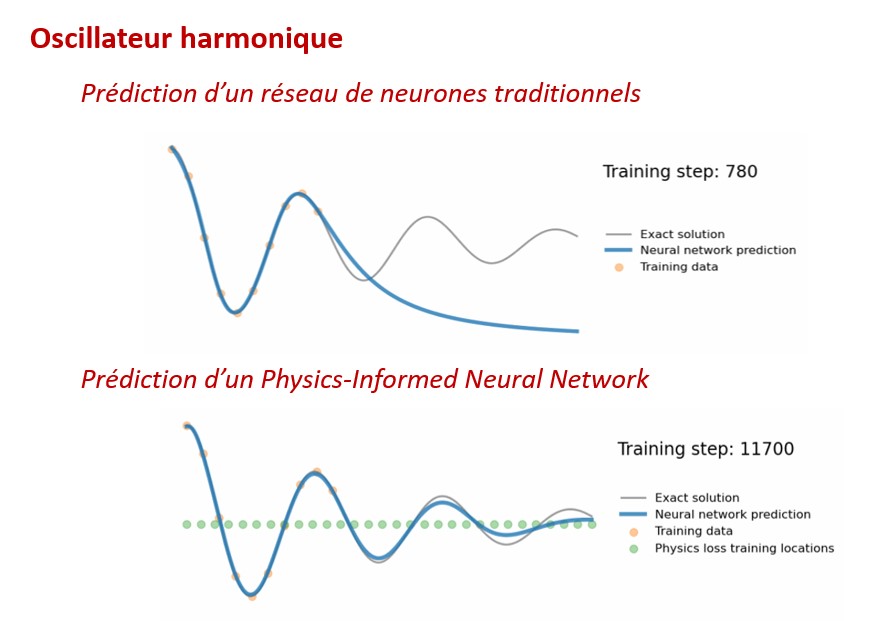 Oscillateur harmonique
Prédiction d'un réseau de neurones traditionnels
Training step: 780
Exact solution
Neural network prediction
Training data
Prédiction d'un Physics-Informed Neural Network
Training step: 11700
Exact solution
Neural network prediction
Training data
Physics loss training locations